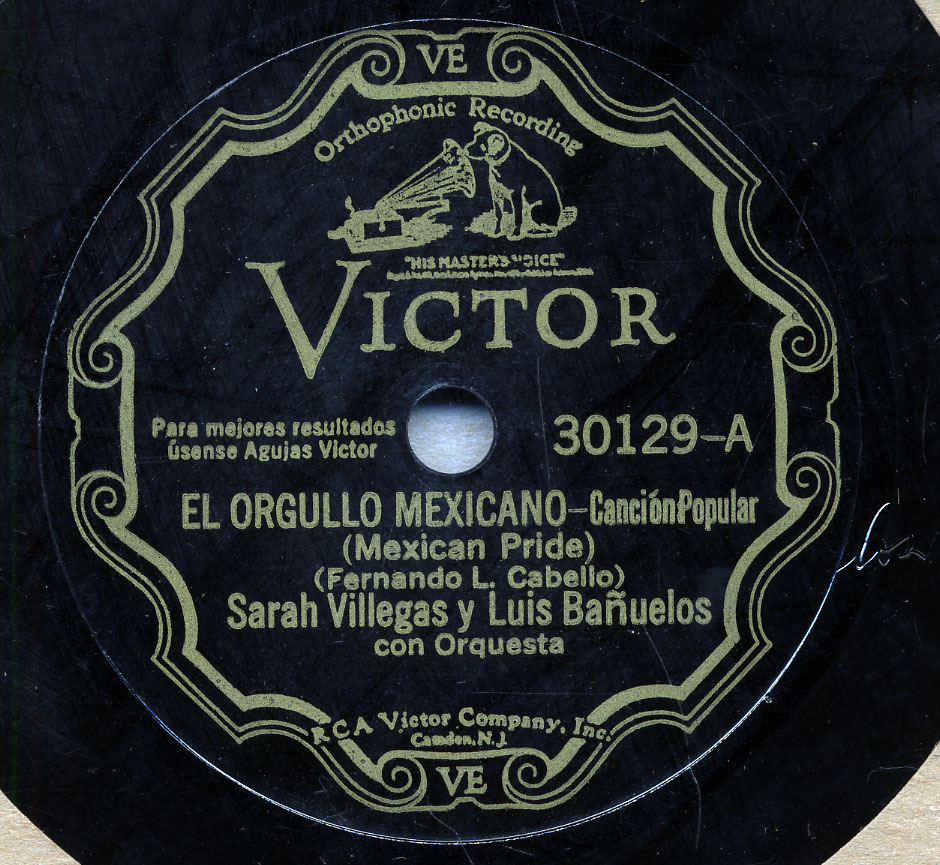 VE
Orthophonic Recording
"HIS MASTER'S VOICE"
VICTOR
Para mejores resultados
úsense Agujas Victor
30129-A
EL ORGULLO MEXICANO-Canción Popular
(Mexican Pride)
(Fernando L. Cabello)
Sarah Villegas y Luis Bañuelos
con Orquesta
RCA Victor Company, Inc.
Camden, N.J.
VE